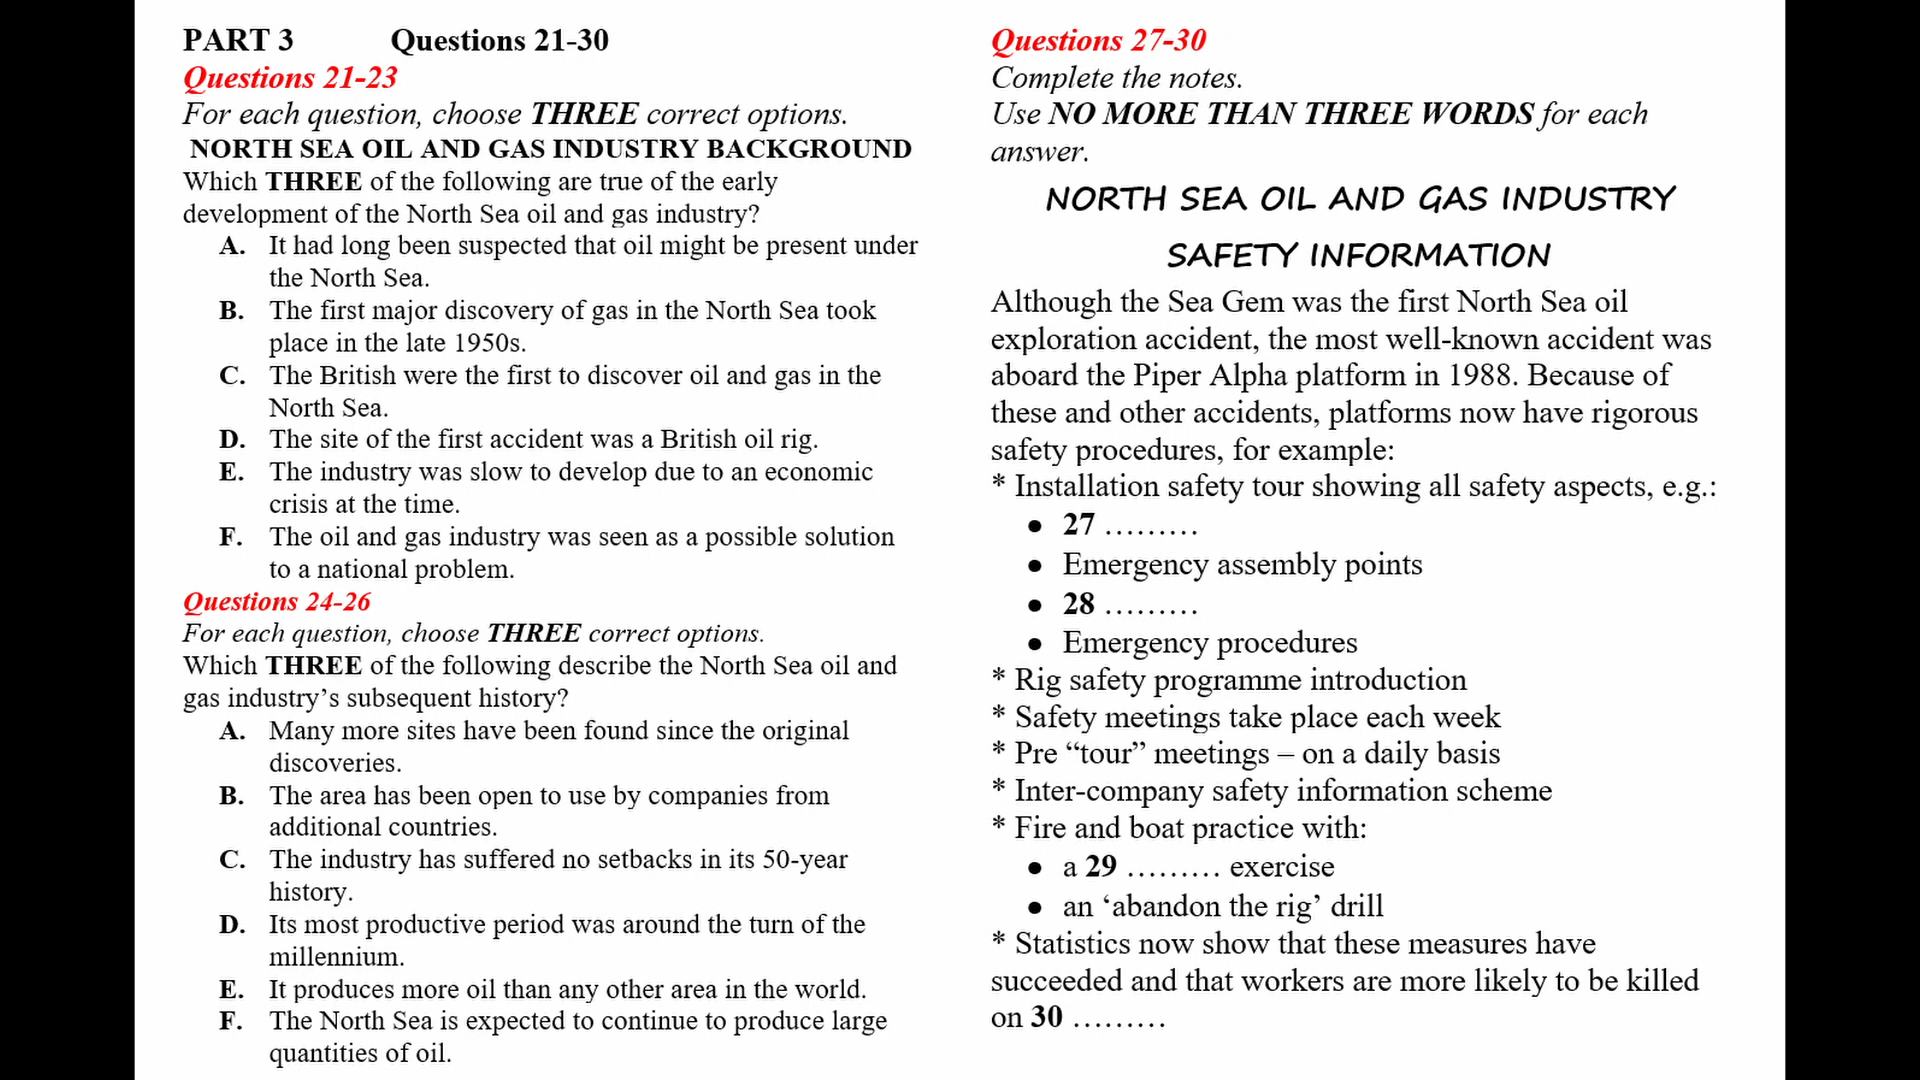 PART 3 Questions 21-30
Questions 21-23
For each question, choose THREE correct options.
NORTH SEA OIL AND GAS INDUSTRY BACKGROUND
Which THREE of the following are true of the early
development of the North Sea oil and gas industry?
A. It had long been suspected that oil might be present under
the North Sea.
B. The first major discovery of gas in the North Sea took
place in the late 1950s.
C. The British were the first to discover oil and gas in the
North Sea.
D. The site of the first accident was a British oil rig.
E. The industry was slow to develop due to an economic
crisis at the time.
F. The oil and gas industry was seen as a possible solution
to a national problem.
Questions 24-26
For each question, choose THREE correct options.
Which THREE of the following describe the North Sea oil and
gas industry’s subsequent history?
A. Many more sites have been found since the original
discoveries.
B. The area has been open to use by companies from
additional countries.
C. The industry has suffered no setbacks in its 50-year
history.
D. Its most productive period was around the turn of the
millennium.
E. It produces more oil than any other area in the world.
F. The North Sea is expected to continue to produce large
quantities of oil.
Questions 27-30
Complete the notes.
Use NO MORE THAN THREE WORDS for each
answer.
NORTH SEA OIL AND GAS INDUSTRY
SAFETY INFORMATION
Although the Sea Gem was the first North Sea oil
exploration accident, the most well-known accident was
aboard the Piper Alpha platform in 1988. Because of
these and other accidents, platforms now have rigorous
safety procedures, for example:
* Installation safety tour showing all safety aspects, e.g.:
● 27 ………
● Emergency assembly points
● 28 ………
● Emergency procedures
* Rig safety programme introduction
* Safety meetings take place each week
* Pre “tour” meetings – on a daily basis
* Inter-company safety information scheme
* Fire and boat practice with:
● a 29 ……… exercise
● an ‘abandon the rig’ drill
* Statistics now show that these measures have
succeeded and that workers are more likely to be killed
on 30 ………